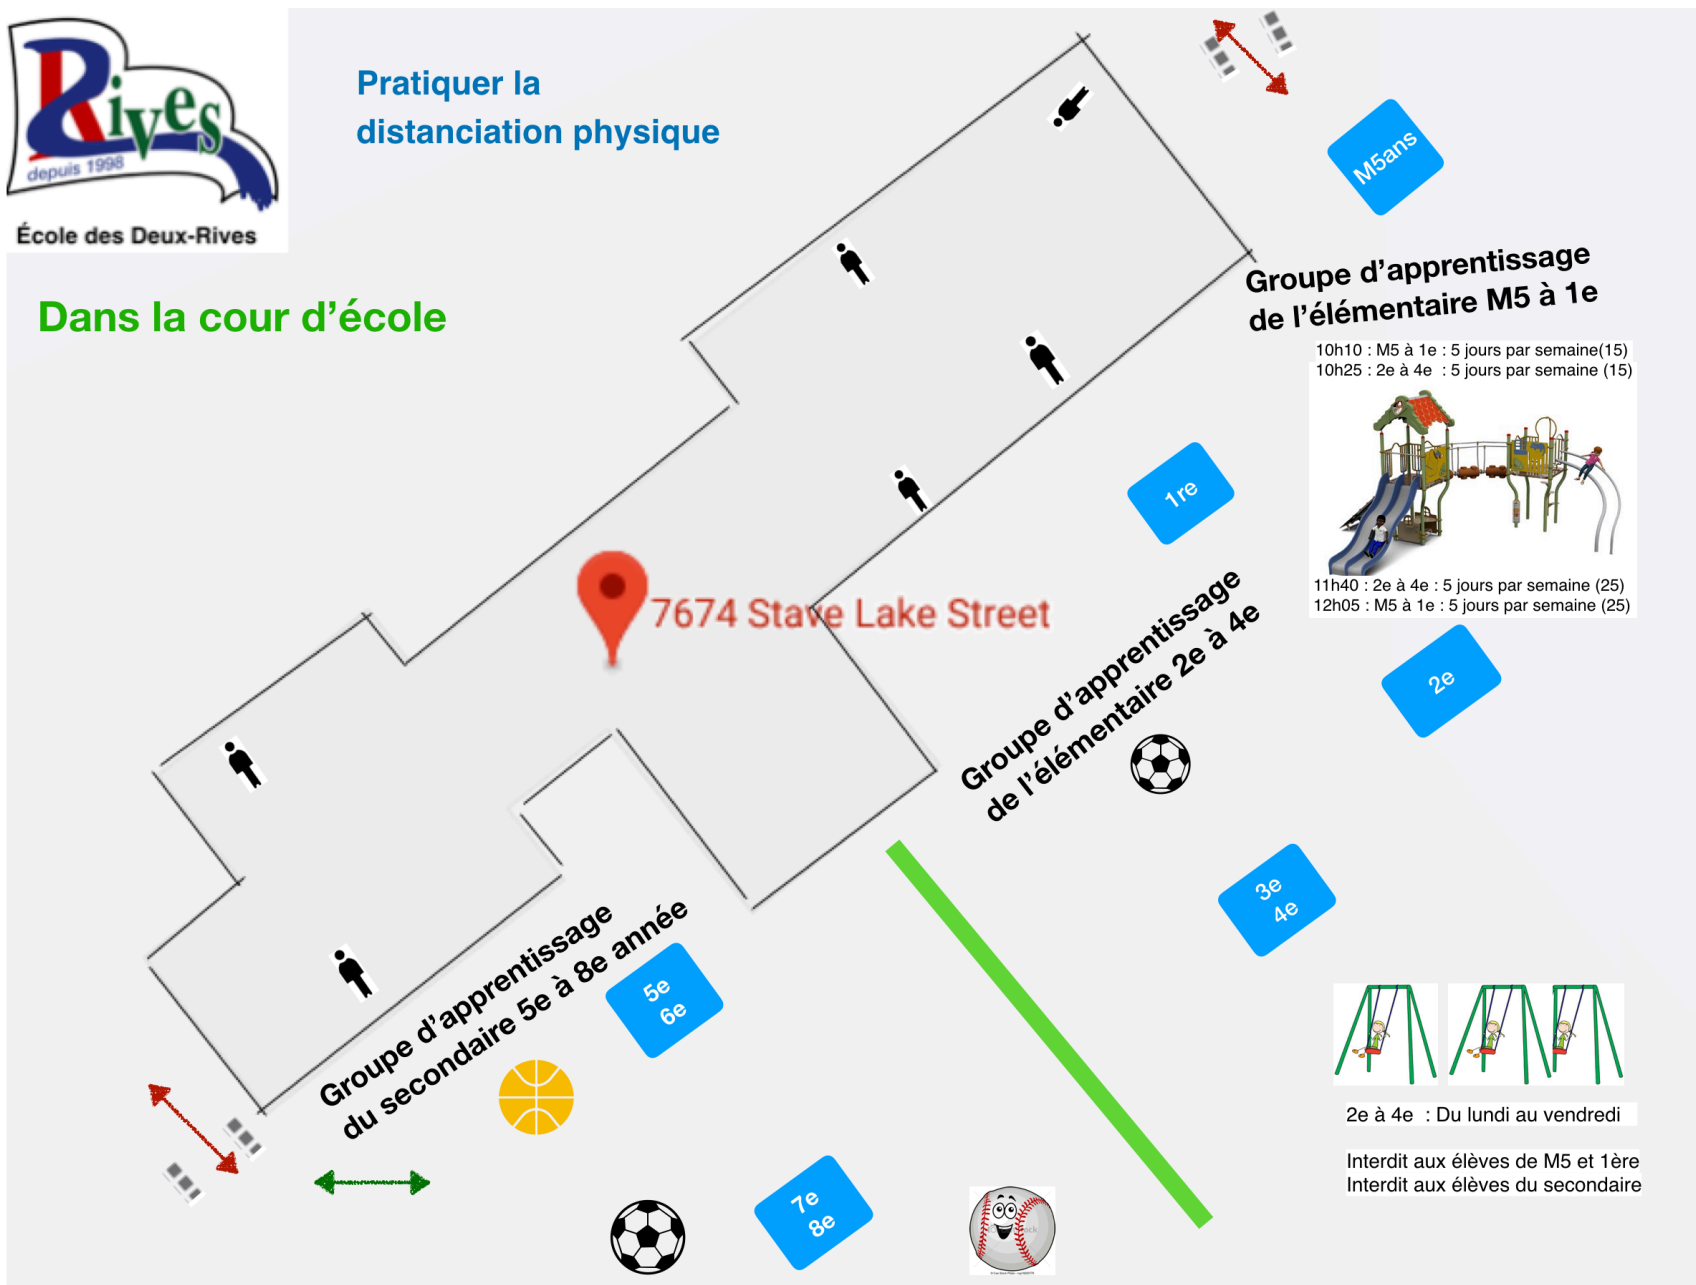 Rives
depuis 1998
École des Deux-Rives
Pratiquer la
distanciation physique
Dans la cour d'école
M5ans
Groupe d'apprentissage
de l'élémentaire M5 à 1e
10h10 : M5 à 1e : 5 jours par semaine(15)
10h25 : 2e à 4e : 5 jours par semaine (15)
11h40 : 2e à 4e : 5 jours par semaine (25)
12h05 : M5 à 1e : 5 jours par semaine (25)
1re
7674 Stave Lake Street
Groupe d'apprentissage
de l'élémentaire 2e à 4e
2e
3e
4e
Groupe d'apprentissage
du secondaire 5e à 8e année
5e
6e
7e
8e
2e à 4e : Du lundi au vendredi
Interdit aux élèves de M5 et 1ère
Interdit aux élèves du secondaire